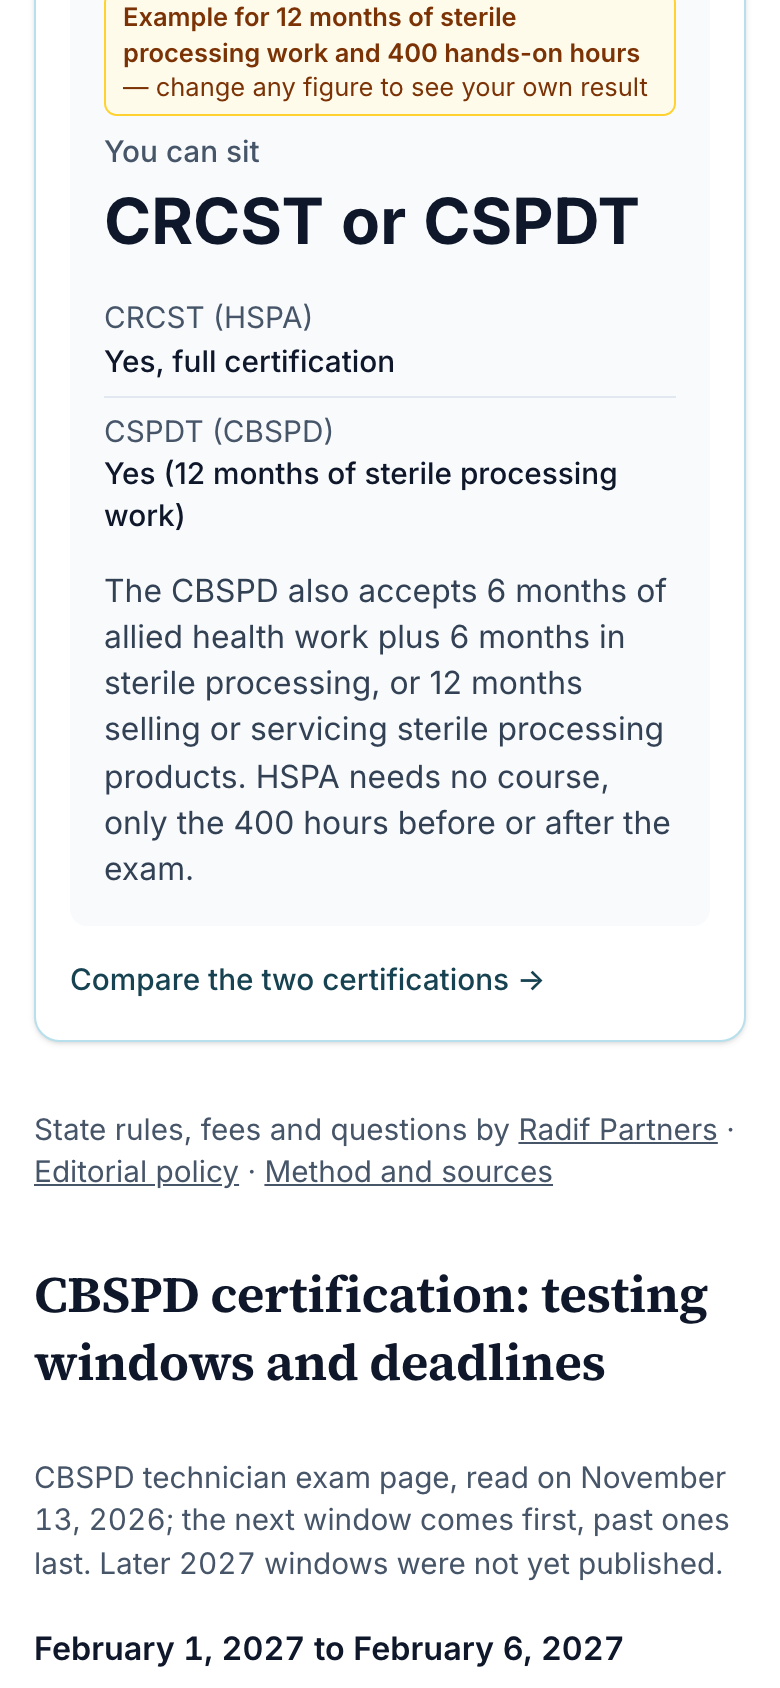 Example for 12 months of sterile
processing work and 400 hands-on hours
— change any figure to see your own result
You can sit
CRCST or CSPDT
CRCST (HSPA)
Yes, full certification
CSPDT (CBSPD)
Yes (12 months of sterile processing
work)
The CBSPD also accepts 6 months of
allied health work plus 6 months in
sterile processing, or 12 months
selling or servicing sterile processing
products. HSPA needs no course,
only the 400 hours before or after the
exam.
Compare the two certifications →
State rules, fees and questions by Radif Partners ·
Editorial policy · Method and sources
CBSPD certification: testing
windows and deadlines
CBSPD technician exam page, read on November
13, 2026; the next window comes first, past ones
last. Later 2027 windows were not yet published.
February 1, 2027 to February 6, 2027